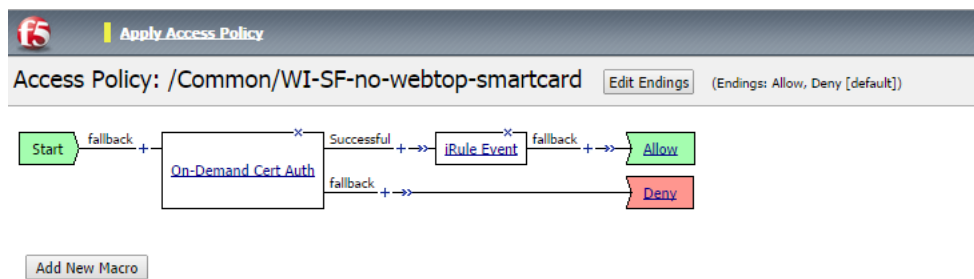 f5 Apply Access Policy
Access Policy: /Common/WI-SF-no-webtop-smartcard Edit Endings (Endings: Allow, Deny [default])
Start fallback + On-Demand Cert Auth × Successful + iRule Event × fallback + Allow
fallback + Deny
Add New Macro